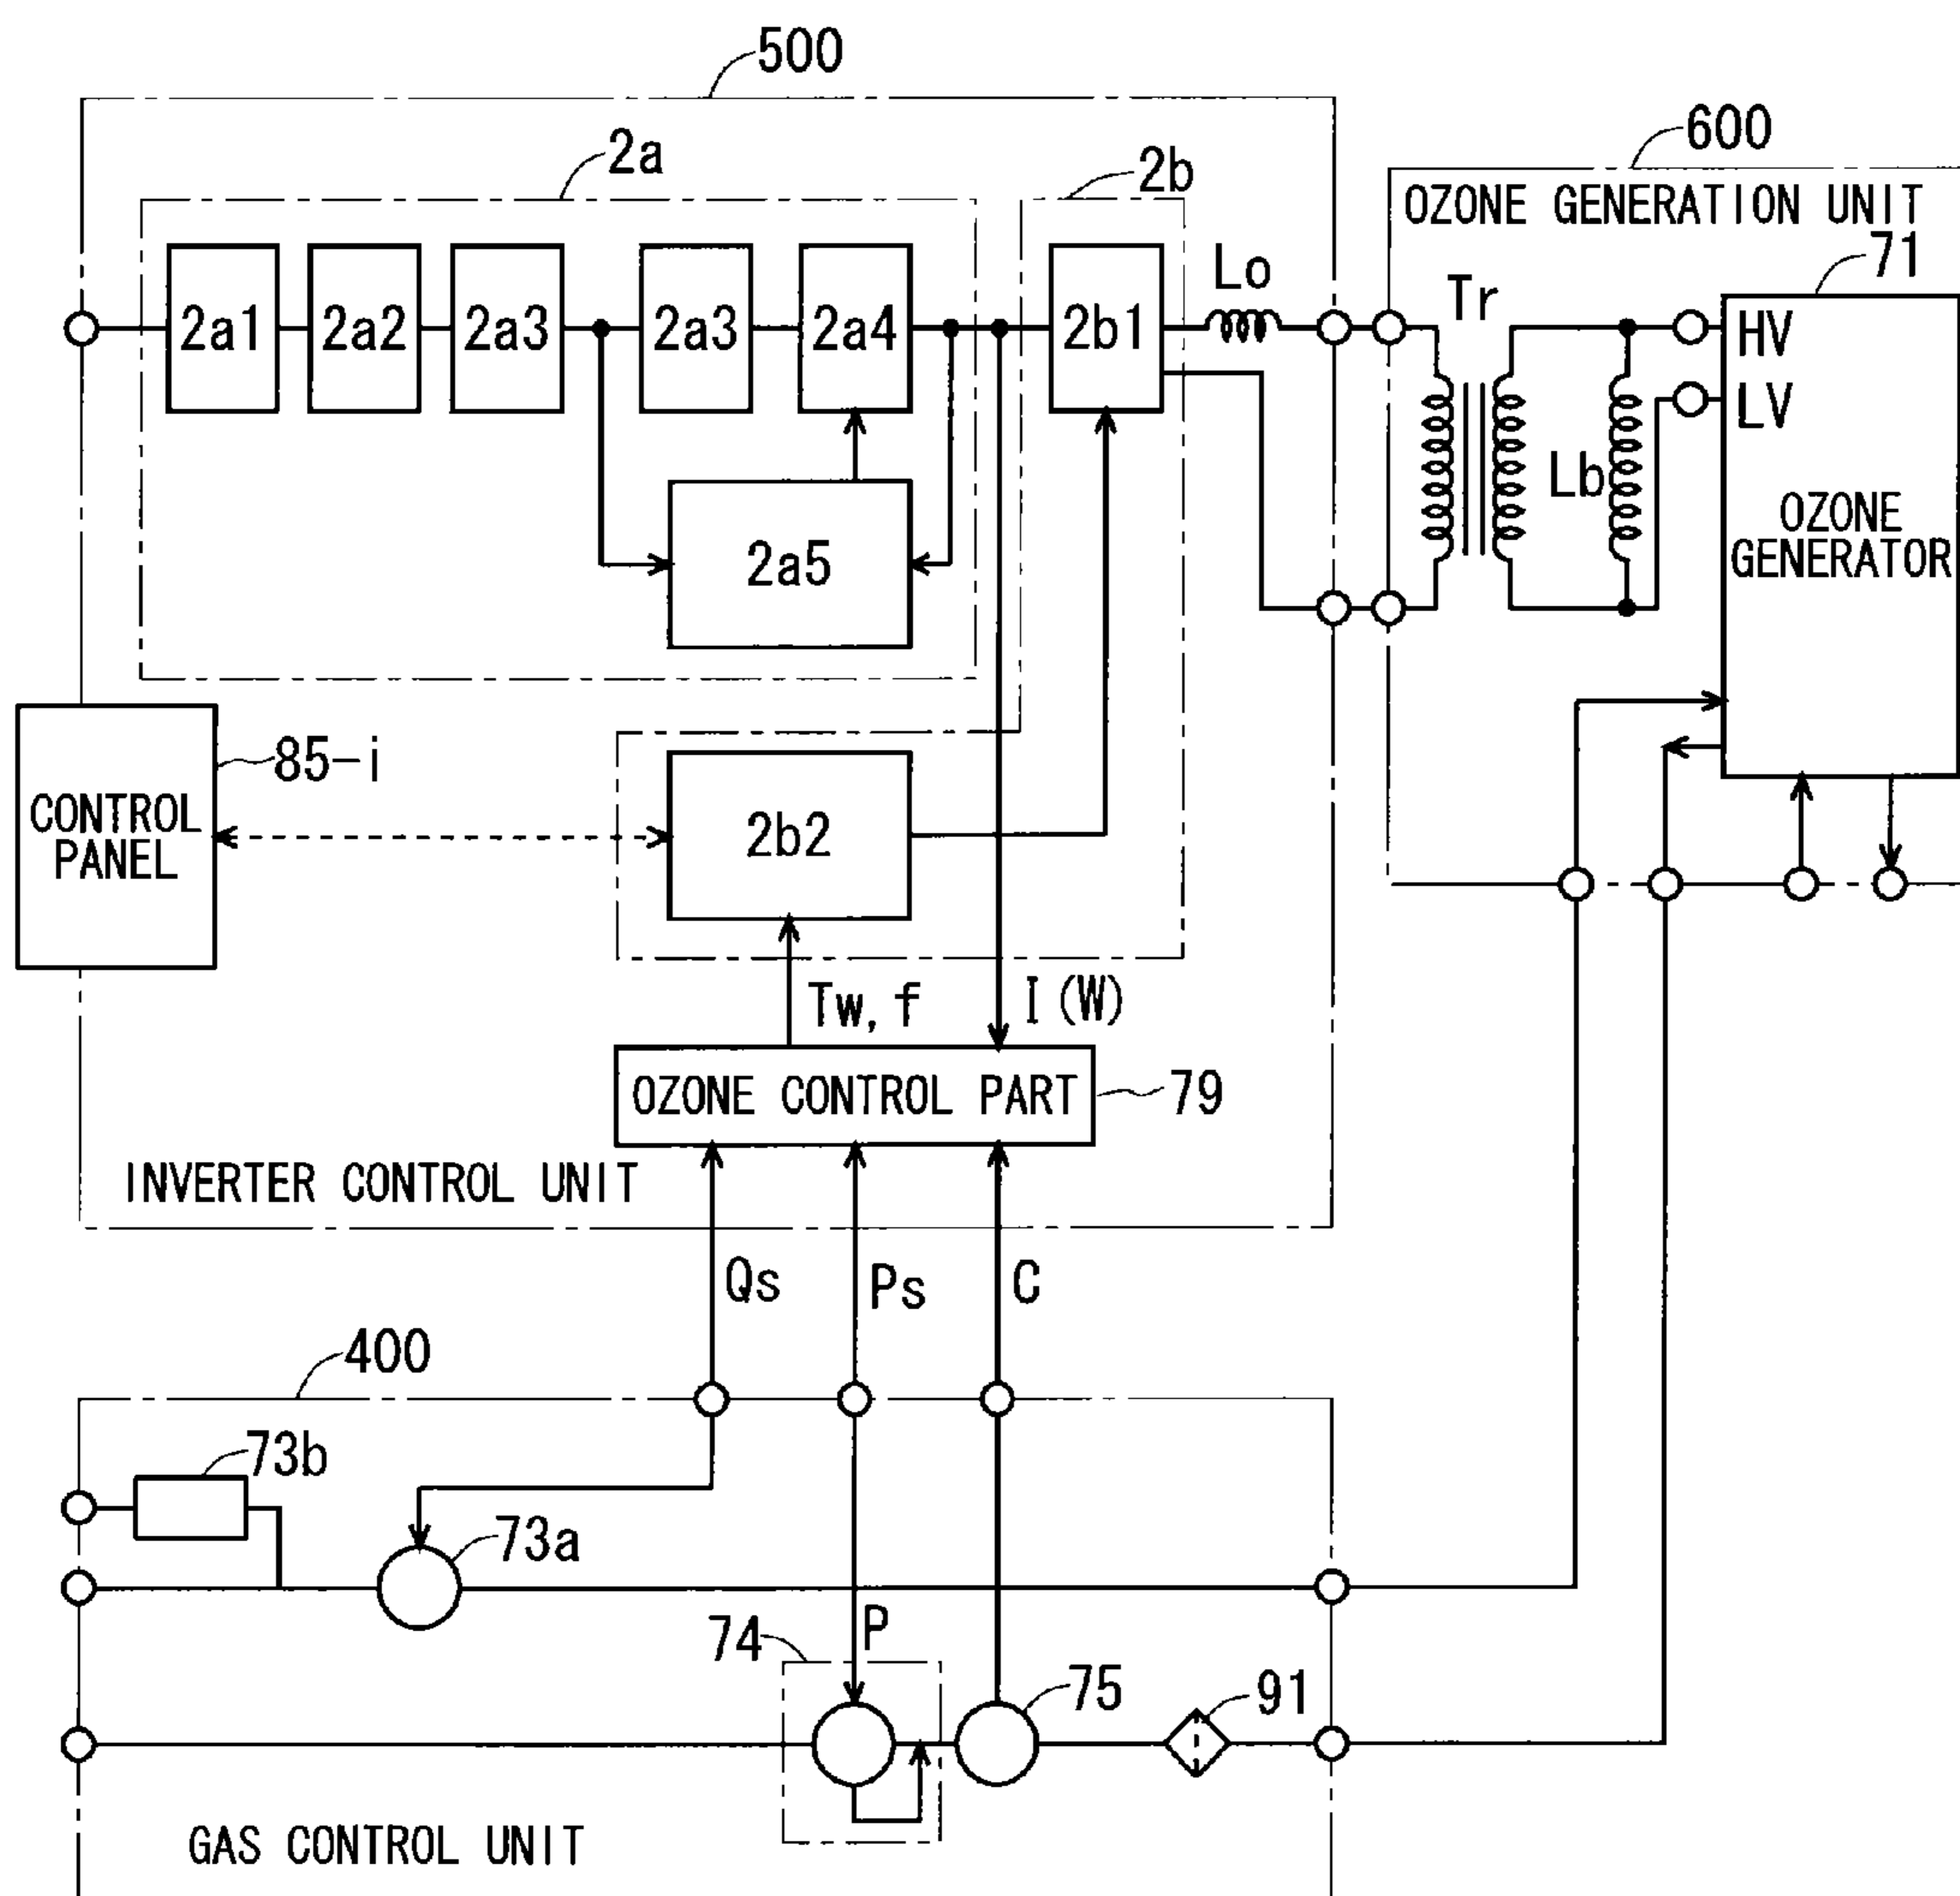 500
600
2a
2b
OZONE GENERATION UNIT
71
2a1
2a2
2a3
2a3
2a4
2b1
Lo
Tr
HV
LV
Lb
OZONE
GENERATOR
2a5
85-i
CONTROL
PANEL
2b2
Tw, f
I (W)
OZONE CONTROL PART
79
INVERTER CONTROL UNIT
Qs
Ps
C
400
73b
73a
P
74
75
91
GAS CONTROL UNIT